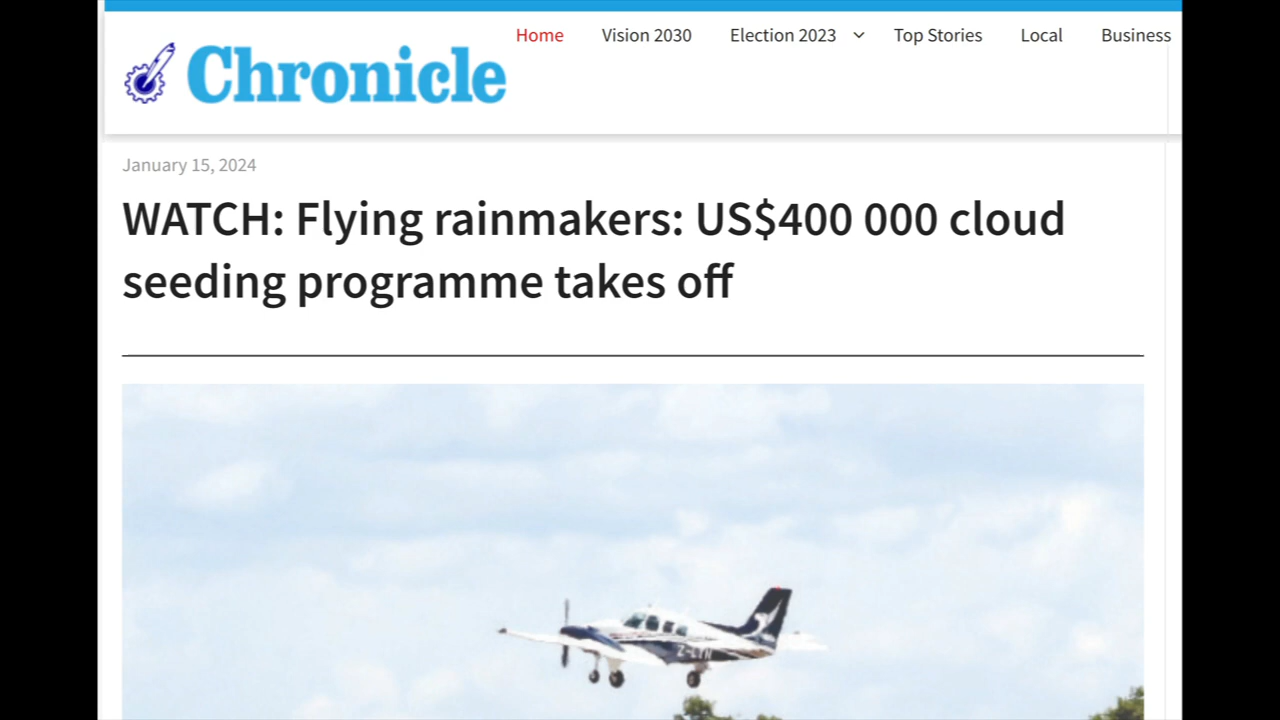 Chronicle
Home Vision 2030 Election 2023 Top Stories Local Business
January 15, 2024
WATCH: Flying rainmakers: US$400 000 cloud
seeding programme takes off